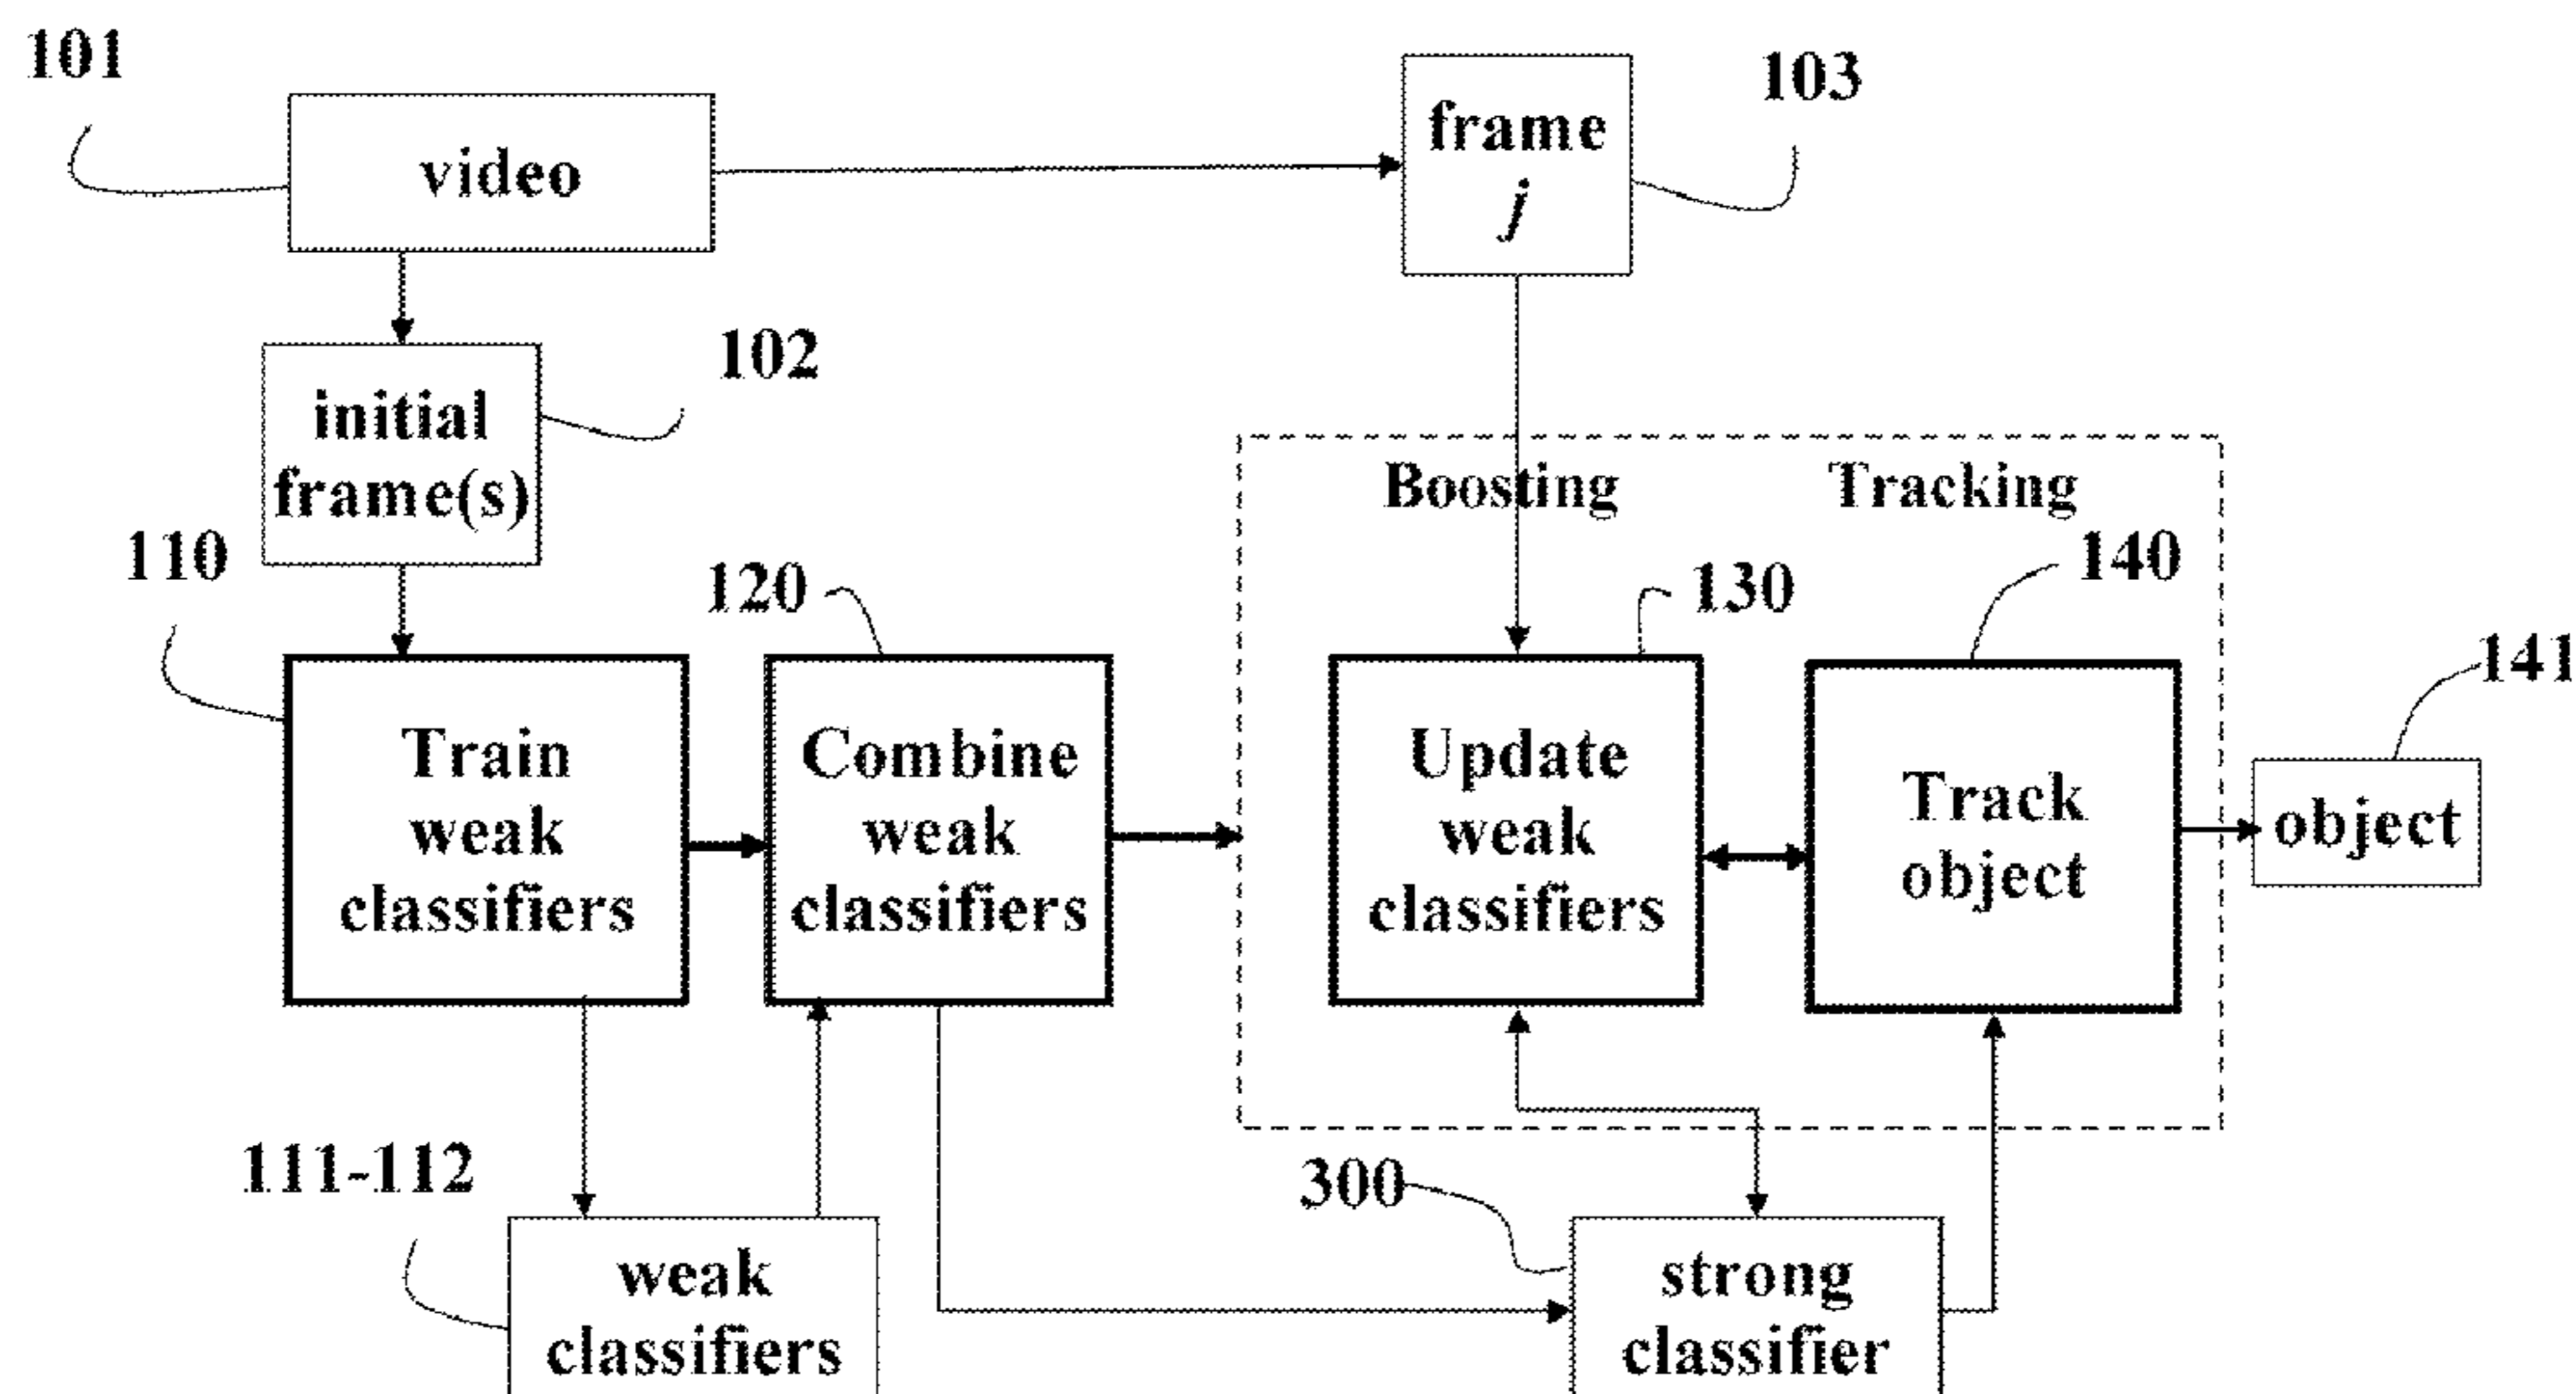 101
video
frame
j
103
initial
frame(s)
102
Boosting
Tracking
110
120
130
140
141
Train
weak
classifiers
Combine
weak
classifiers
Update
weak
classifiers
Track
object
object
111-112
weak
classifiers
300
strong
classifier